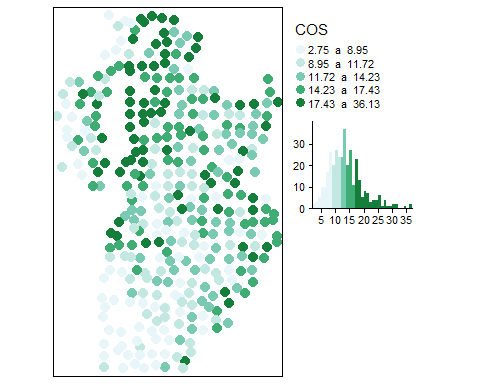 COS
2.75 a 8.95
8.95 a 11.72
11.72 a 14.23
14.23 a 17.43
17.43 a 36.13
30
20
10
0
5 10 15 20 25 30 35